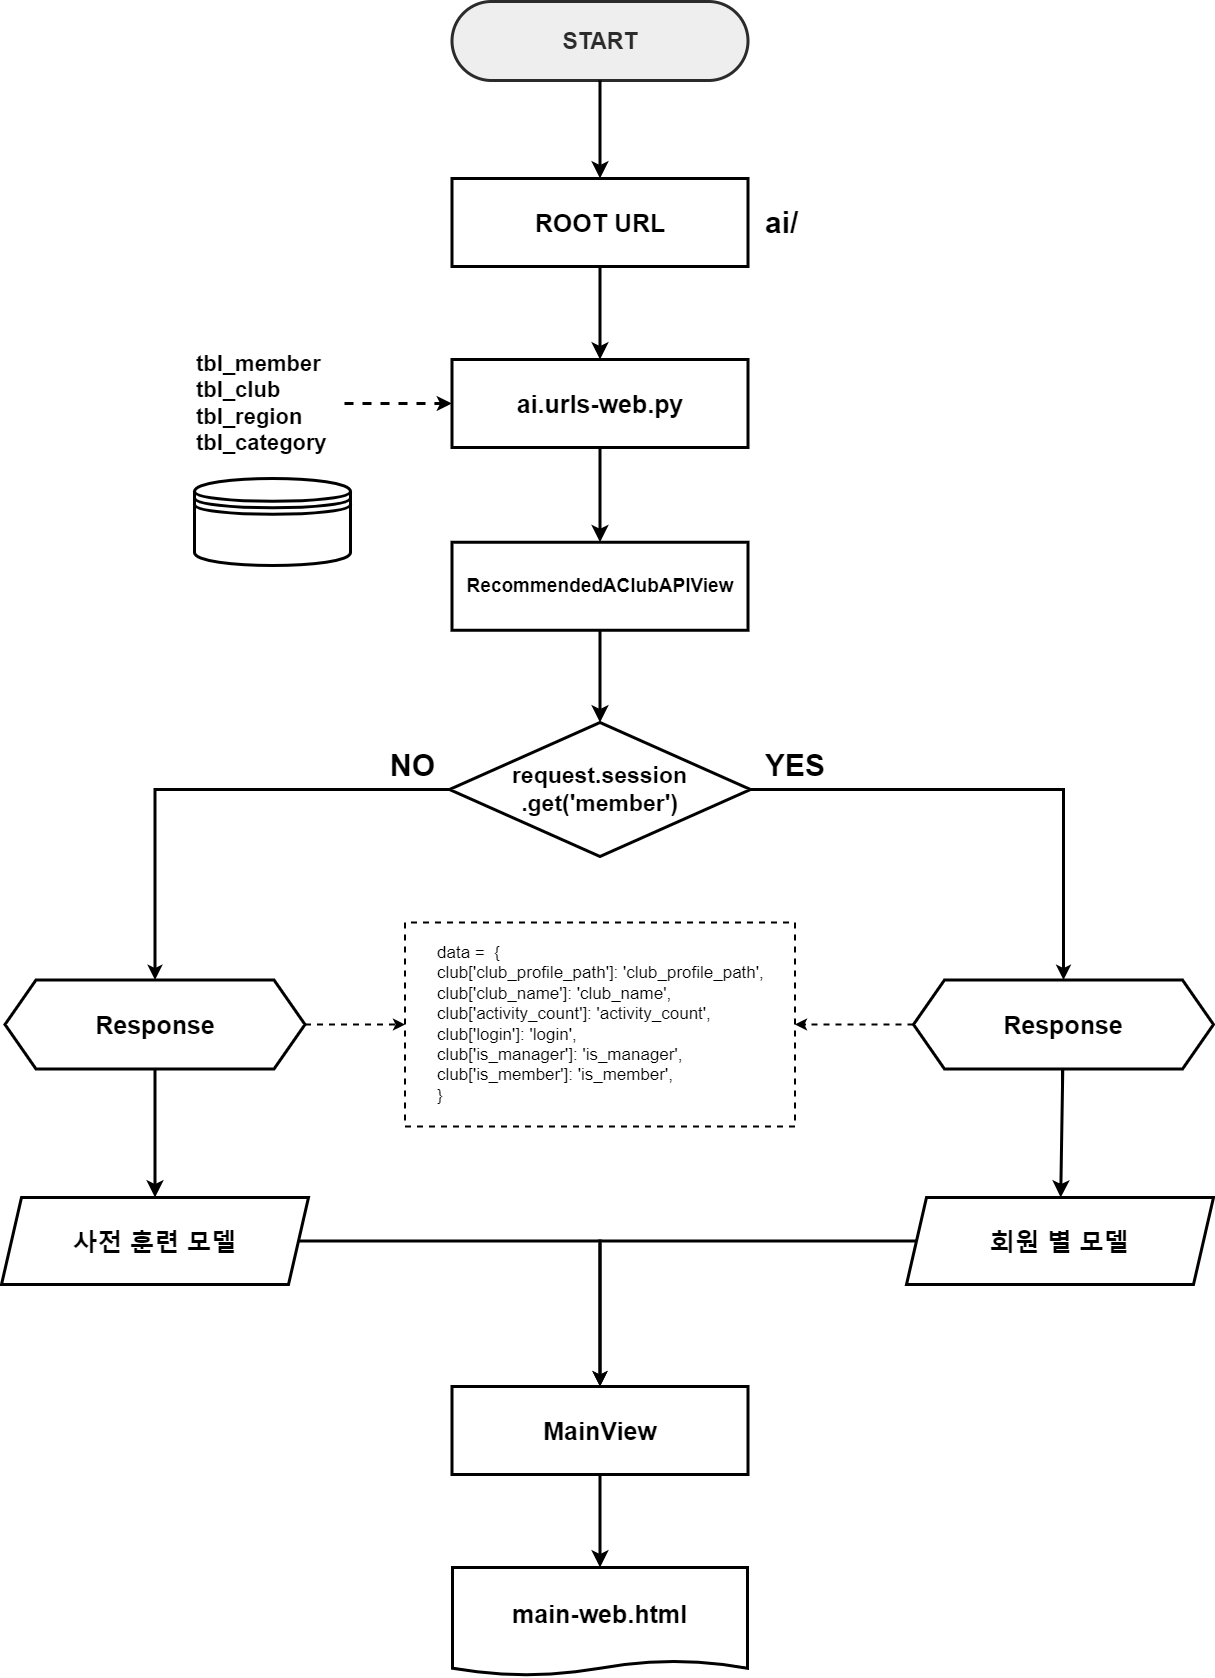 START
ROOT URL
ai/
tbl_member
tbl_club
tbl_region
tbl_category
ai.urls-web.py
RecommendedAClubAPIView
NO
request.session
.get('member')
YES
data =  {
club['club_profile_path']: 'club_profile_path',
club['club_name']: 'club_name',
club['activity_count']: 'activity_count',
club['login']: 'login',
club['is_manager']: 'is_manager',
club['is_member']: 'is_member',
}
Response
Response
사전 훈련 모델
회원 별 모델
MainView
main-web.html